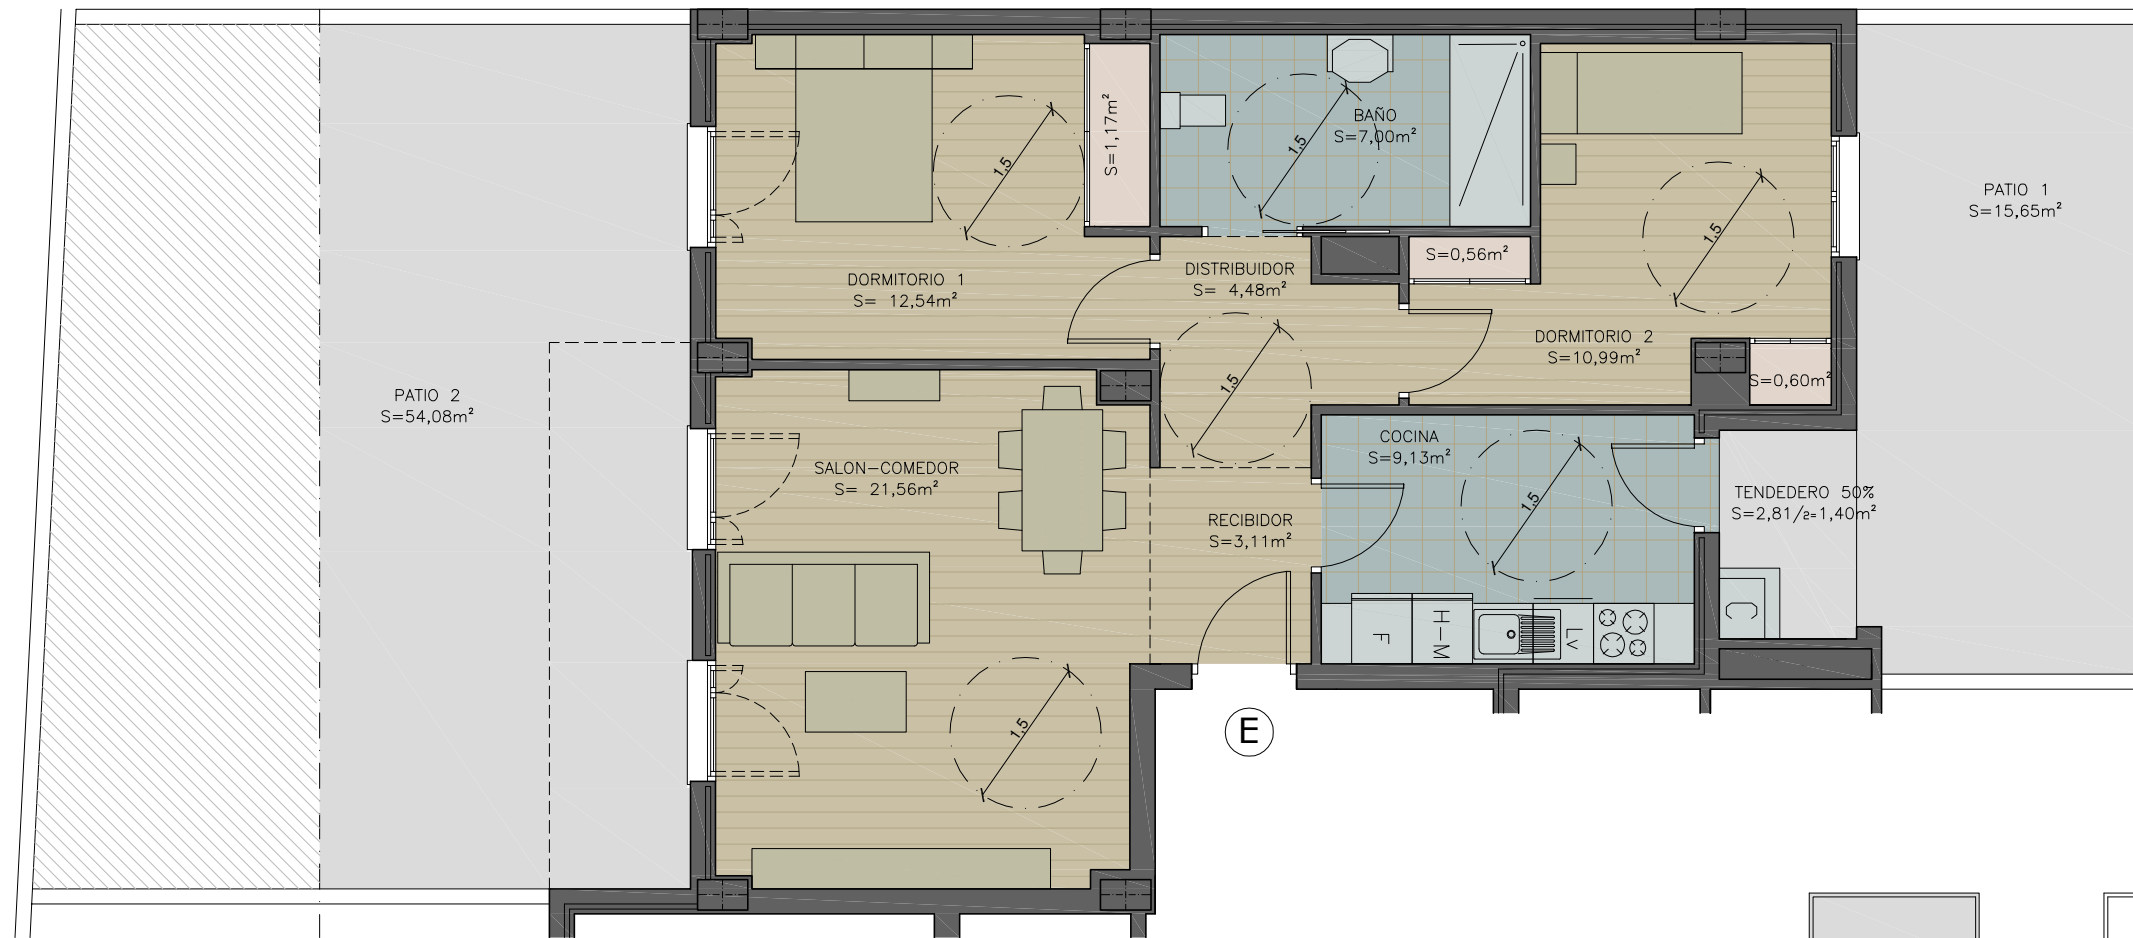 S=1,17m²
1,5
BAÑO
S=7,00m²
1,5
PATIO 1
S=15,65m²
1,5
S=0,56m²
DISTRIBUIDOR
S= 4,48m²
DORMITORIO 1
S= 12,54m²
DORMITORIO 2
S=10,99m²
S=0,60m²
1,5
PATIO 2
S=54,08m²
COCINA
S=9,13m²
SALON-COMEDOR
S= 21,56m²
1,5
TENDEDERO 50%
S=2,81/2=1,40m²
RECIBIDOR
S=3,11m²
F
H-M
LV
1,5
E